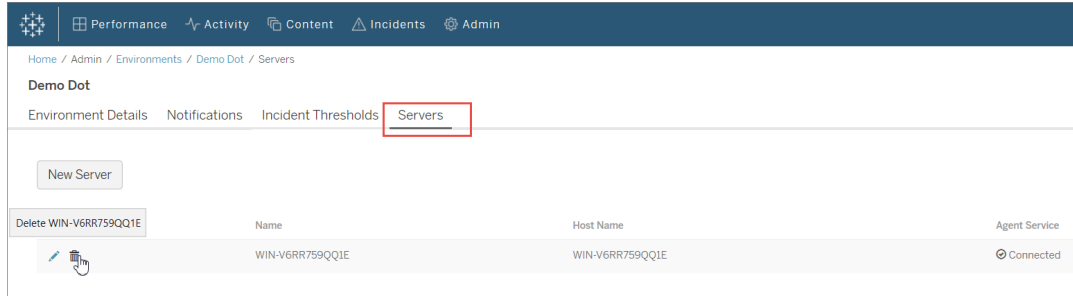 Performance Activity Content Incidents Admin
Home / Admin / Environments / Demo Dot / Servers
Demo Dot
Environment Details Notifications Incident Thresholds Servers
New Server
Delete WIN-V6RR759QQ1E Name Host Name Agent Service
WIN-V6RR759QQ1E WIN-V6RR759QQ1E Connected